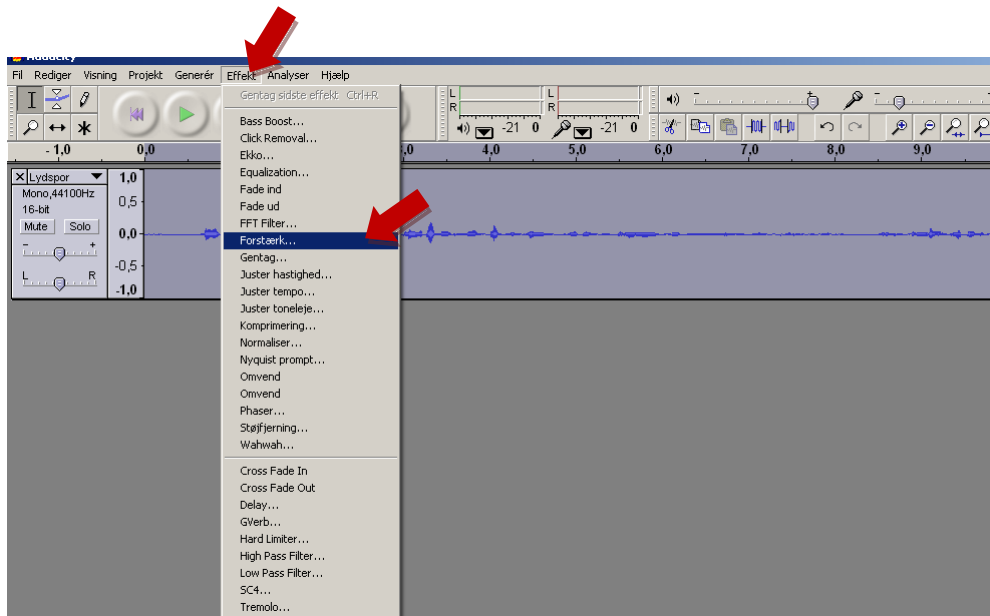 Audacity
Fil Rediger Visning Projekt Generér Effekt Analyser Hjælp
L
R
L
R
-21 0
-21 0
- +
-
- 1,0 0,0 ,0 4,0 5,0 6,0 7,0 8,0 9,0
Lydspor
Mono,44100Hz
16-bit
Mute Solo
- +
L R
1,0
0,5
0,0
-0,5
-1,0
Gentag sidste effekt Ctrl+R
Bass Boost...
Click Removal...
Ekko...
Equalization...
Fade ind
Fade ud
FFT Filter...
Forstærk...
Gentag...
Juster hastighed...
Juster tempo...
Juster toneleje...
Komprimering...
Normaliser...
Nyquist prompt...
Omvend
Omvend
Phaser...
Støjfjerning...
Wahwah...
Cross Fade In
Cross Fade Out
Delay...
GVerb...
Hard Limiter...
High Pass Filter...
Low Pass Filter...
SC4...
Tremolo...